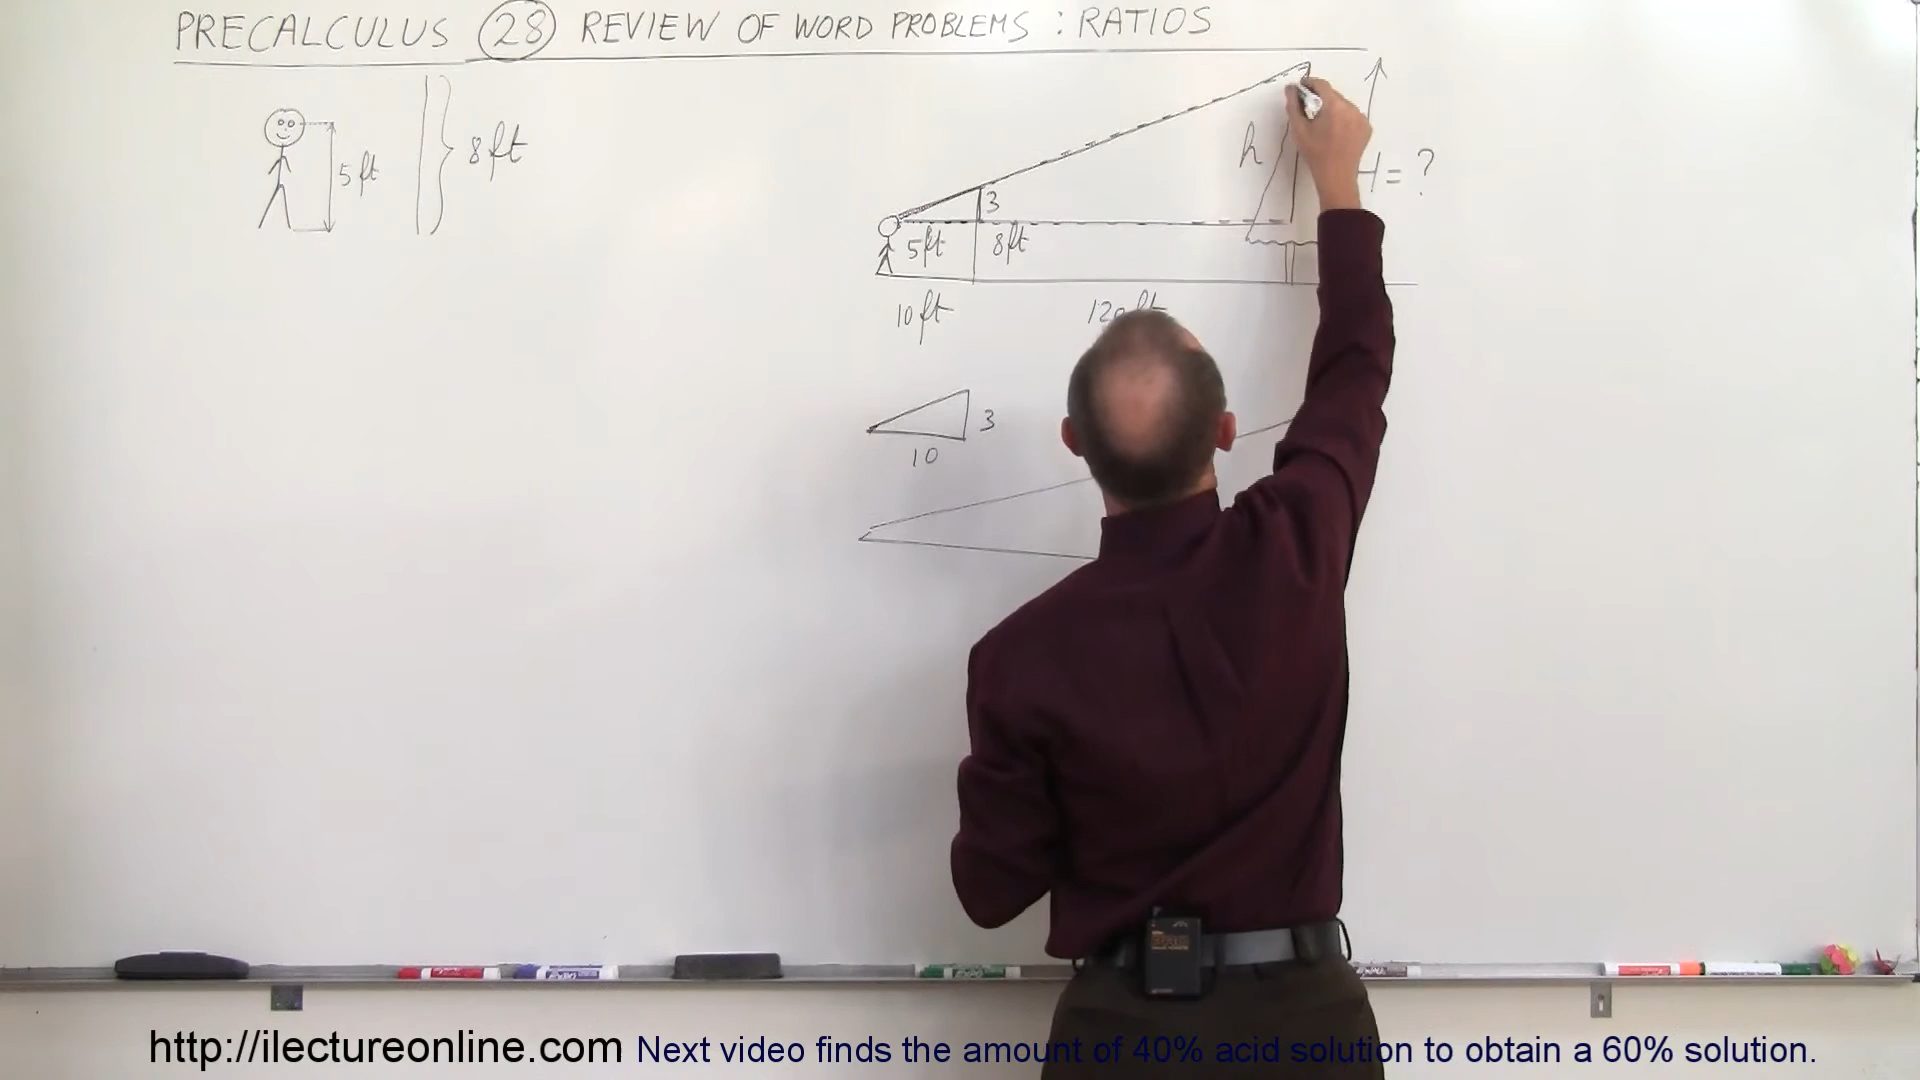 PRECALCULUS 28 REVIEW OF WORD PROBLEMS : RATIOS
5 ft
8 ft
h
= ?
3
5 ft
8 ft
10 ft
3
10
http://ilectureonline.com Next video finds the amount of 40% acid solution to obtain a 60% solution.